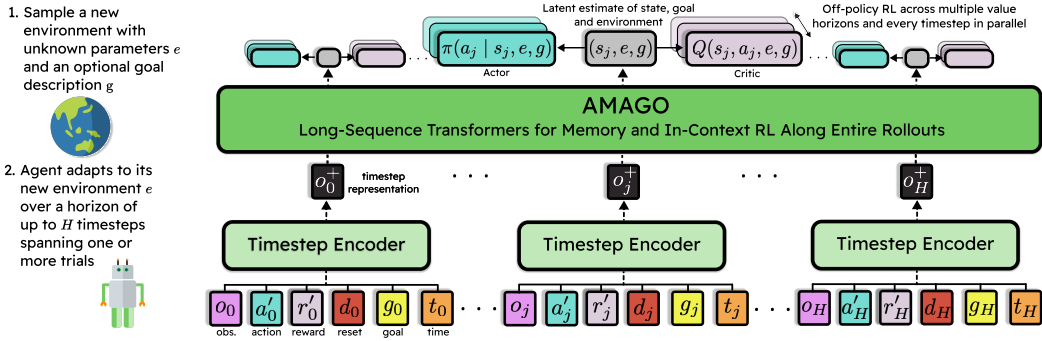 1. Sample a new
environment with
unknown parameters e
and an optional goal
description g
2. Agent adapts to its
new environment e
over a horizon of
up to H timesteps
spanning one or
more trials
Latent estimate of state, goal
and environment
Off-policy RL across multiple value
horizons and every timestep in parallel
. . . π(a_j | s_j, e, g) (s_j, e, g) Q(s_j, a_j, e, g) . . .
Actor
Critic
AMAGO
Long-Sequence Transformers for Memory and In-Context RL Along Entire Rollouts
o_0^+ timestep . . . o_j^+ . . . o_H^+
representation
Timestep Encoder Timestep Encoder Timestep Encoder
o_0 a'_0 r'_0 d_0 g_0 t_0 . . . o_j a'_j r'_j d_j g_j t_j . . . o_H a'_H r'_H d_H g_H t_H
obs. action reward reset goal time